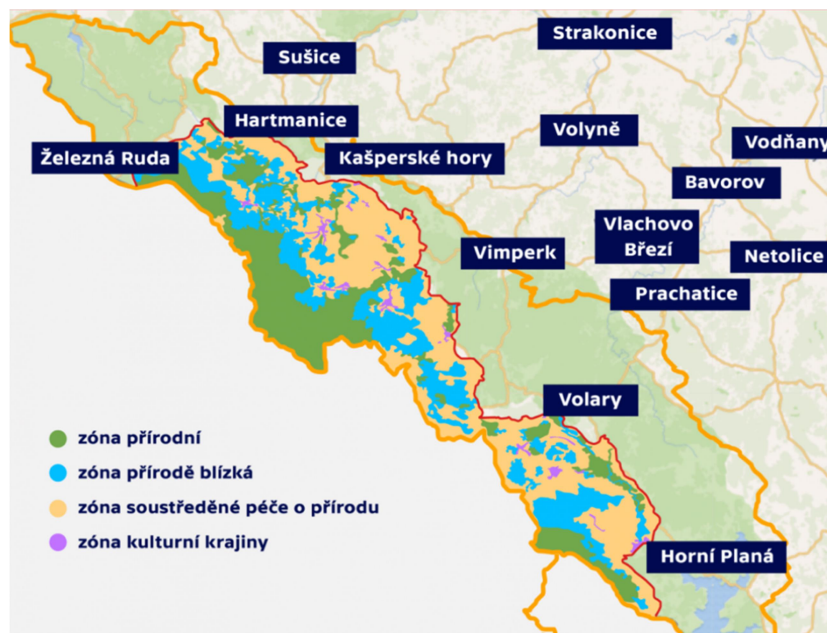 Strakonice
Sušice
Hartmanice
Volyně
Vodňany
Železná Ruda
Kašperské hory
Bavorov
Vlachovo
Březí
Vimperk
Netolice
Prachatice
Volary
zóna přírodní
zóna přírodě blízká
zóna soustředěné péče o přírodu
zóna kulturní krajiny
Horní Planá